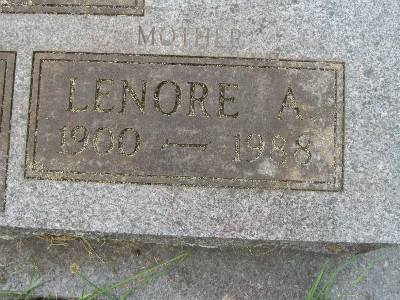 MOTHER
LENORE A
1900 — 1988